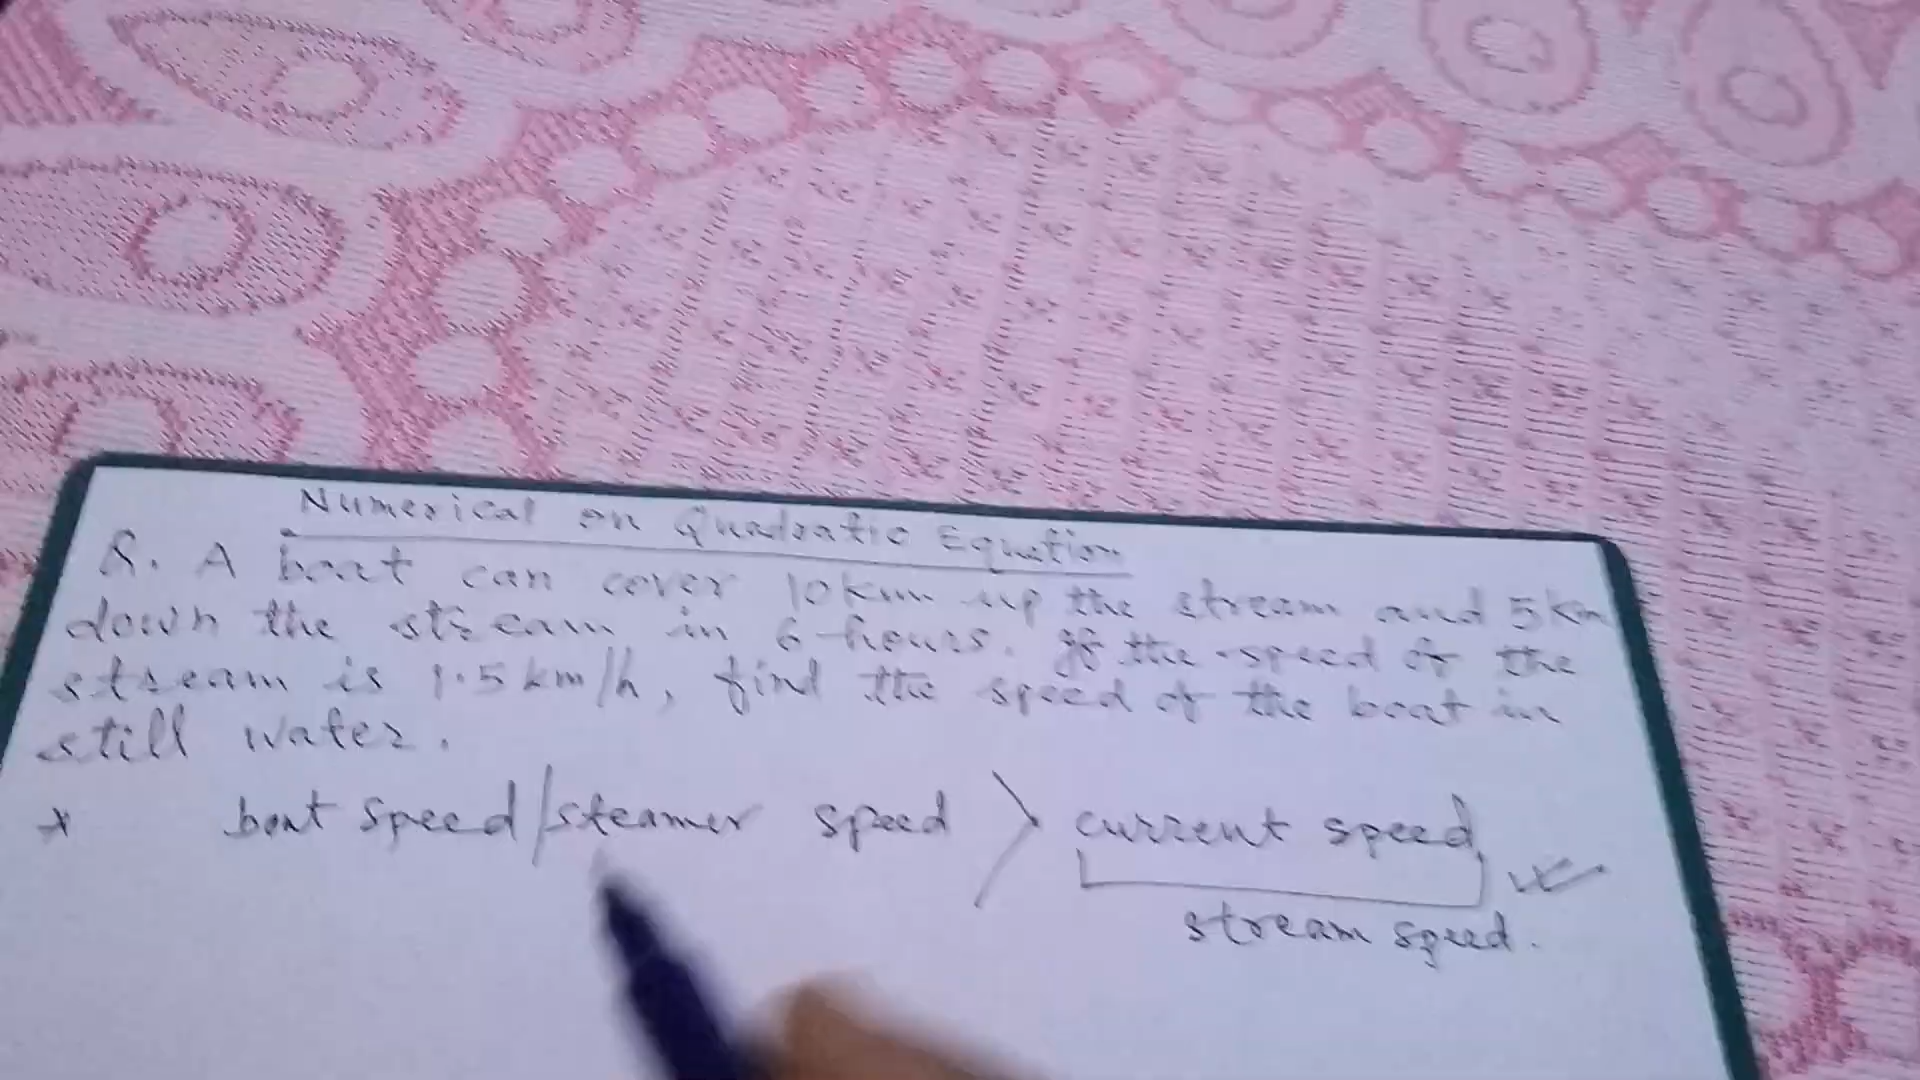 Numerical on Quadratic Equation
Q. A boat can cover 10km up the stream and 5km
down the stream in 6 hours. If the speed of the
stream is 1.5km/h, find the speed of the boat in
still water.
* boat speed/steamer speed > current speed
stream speed.